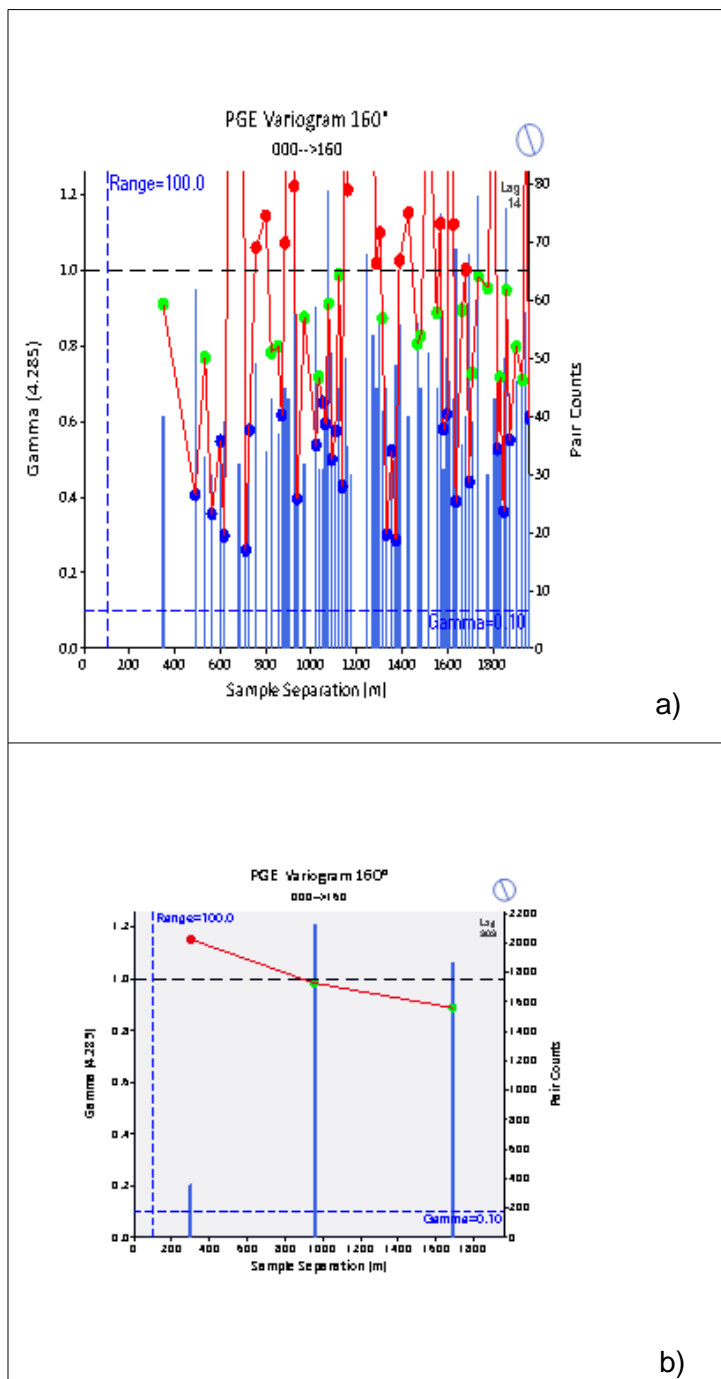 PGE Variogram 160°
000-->160
Range=100.0
Lag
14
1.2
1.0
0.8
0.6
0.4
0.2
0.0
Gamma (4.285)
80
70
60
50
40
30
20
10
0
Pair Counts
Gamma=0.10
0 200 400 600 800 1000 1200 1400 1600 1800
Sample Separation (m)
a)
PGE Variogram 160°
000-->160
Range=100.0
Lag
1.2
1.0
0.8
0.6
0.4
0.2
0.0
Gamma (4.285)
2200
2000
1800
1600
1400
1200
1000
800
600
400
200
0
Pair Counts
Gamma=0.10
0 200 400 600 800 1000 1200 1400 1600 1800
Sample Separation (m)
b)